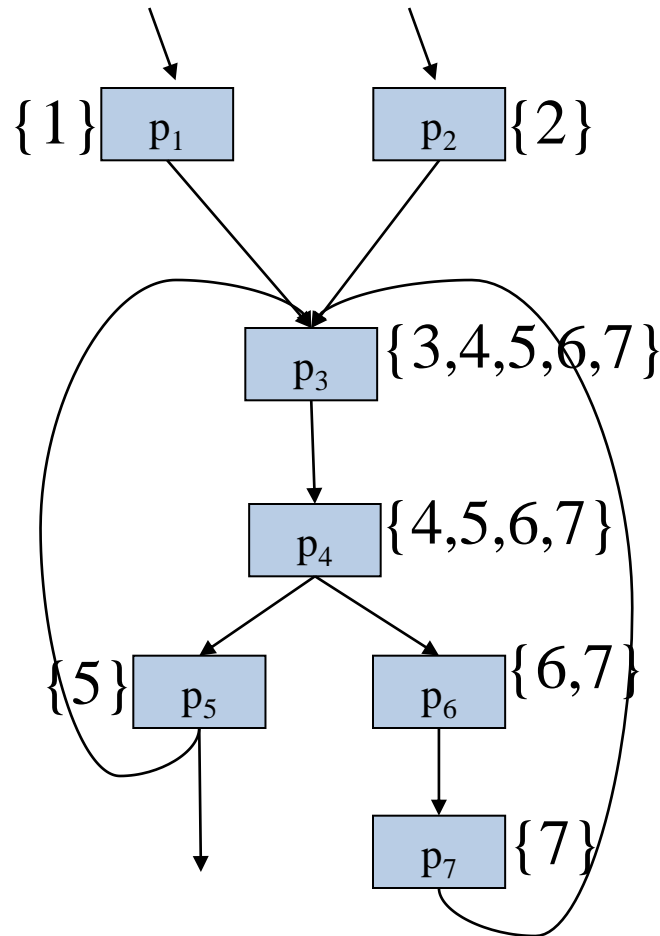 {1} p₁ p₂ {2}
p₃ {3,4,5,6,7}
p₄ {4,5,6,7}
{5} p₅ p₆ {6,7}
p₇ {7}